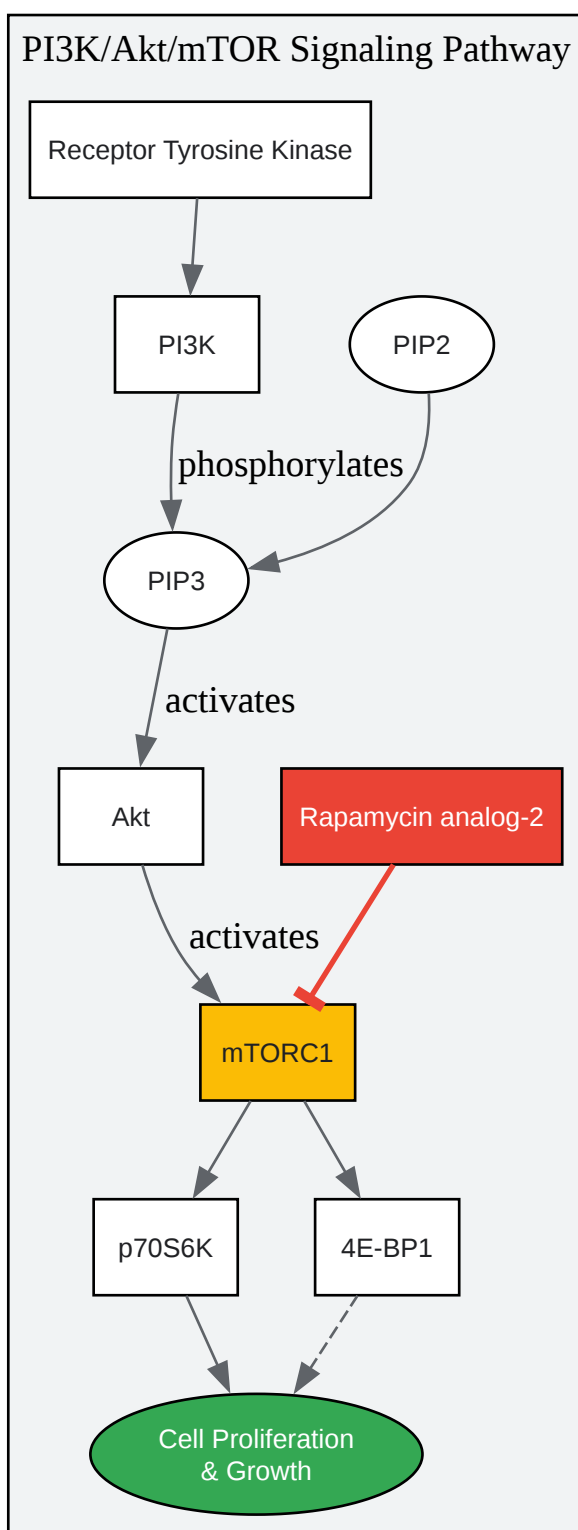 PI3K/Akt/mTOR Signaling Pathway
Receptor Tyrosine Kinase
PI3K
PIP2
phosphorylates
PIP3
activates
Akt
Rapamycin analog-2
activates
mTORC1
p70S6K
4E-BP1
Cell Proliferation
& Growth